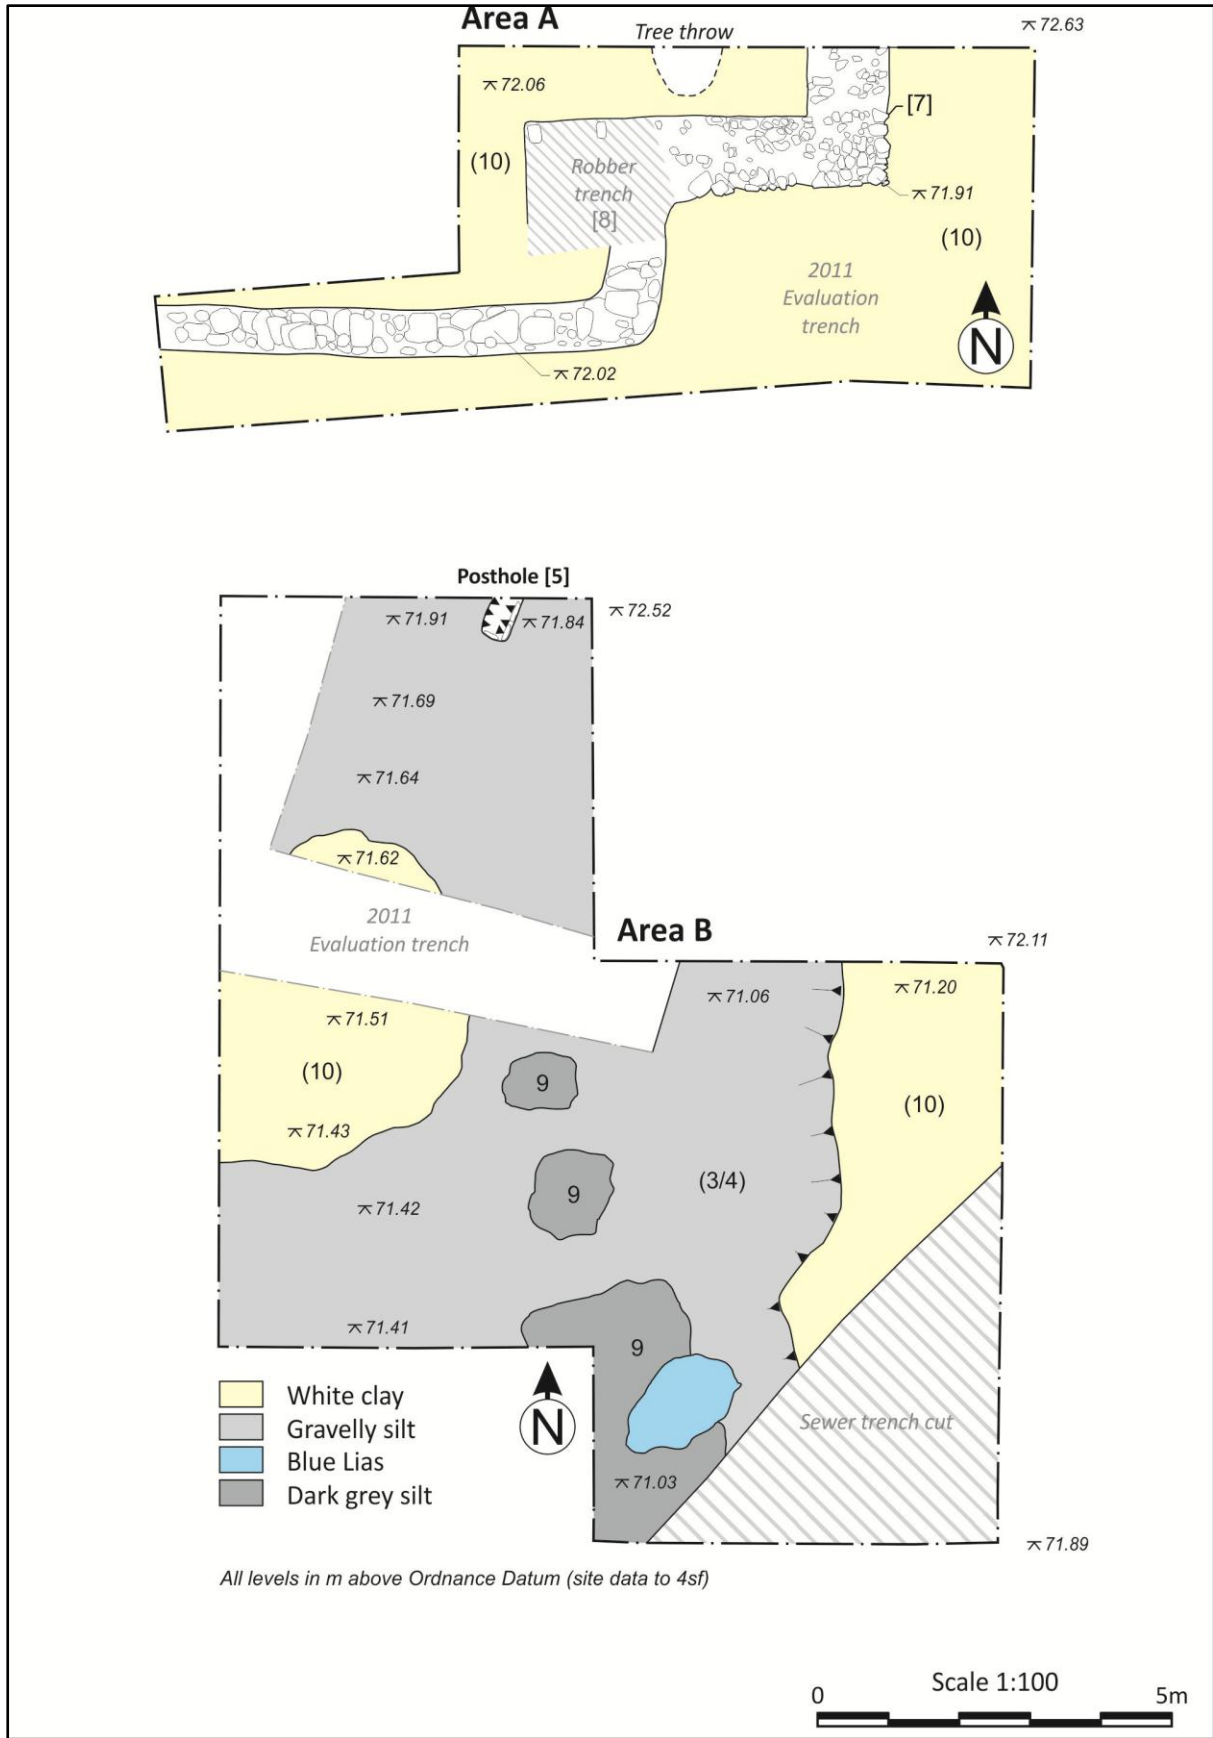 Area A
Tree throw
72.63
72.06
[7]
(10)
Robber
trench
[8]
71.91
(10)
2011
Evaluation
trench
N
72.02
Posthole [5]
71.91
71.84
72.52
71.69
71.64
71.62
2011
Evaluation trench
Area B
72.11
71.06
71.20
71.51
(10)
9
(10)
71.43
9
(3/4)
71.42
71.41
9
White clay
Gravelly silt
Blue Lias
Dark grey silt
N
Sewer trench cut
71.03
71.89
All levels in m above Ordnance Datum (site data to 4sf)
Scale 1:100
0
5m